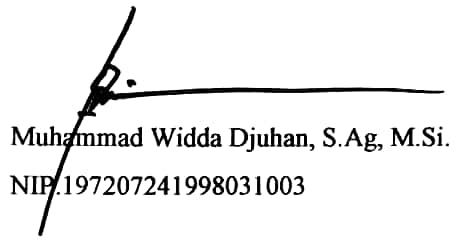 Muhammad Widda Djuhan, S.Ag, M.Si.
NIP.197207241998031003